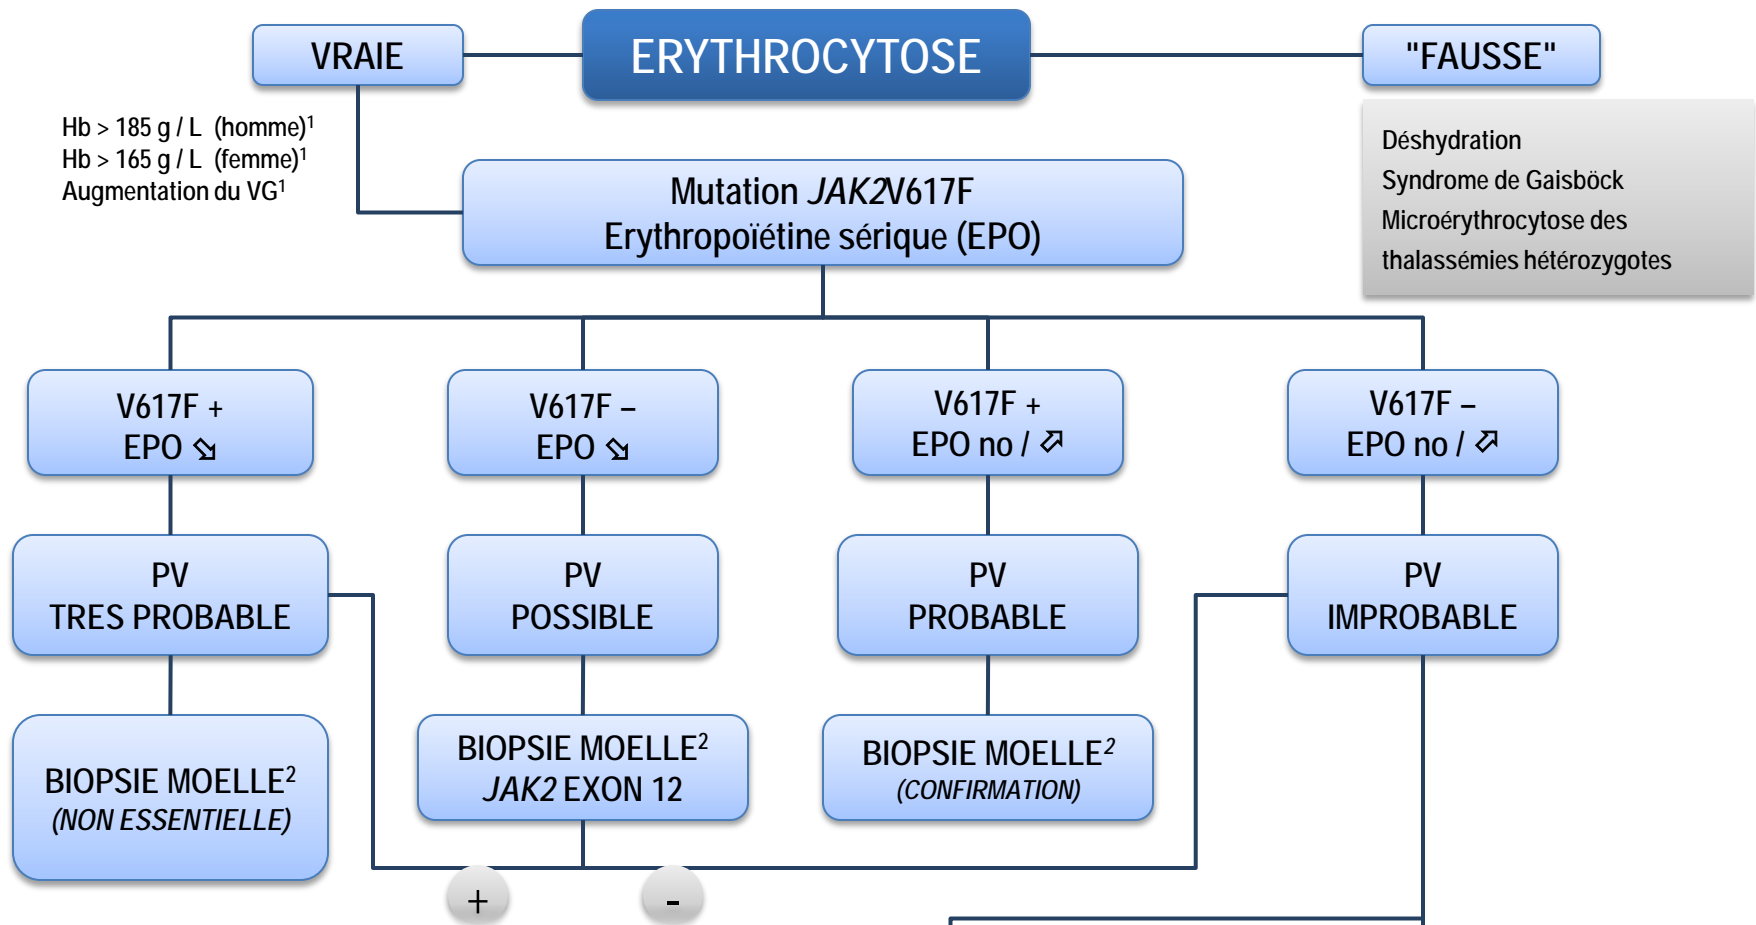 ERYTHROCYTOSE
VRAIE
"FAUSSE"
Hb > 185 g / L (homme)¹
Hb > 165 g / L (femme)¹
Augmentation du VG¹
Déshydration
Syndrome de Gaisböck
Microérythrocytose des
thalassémies hétérozygotes
Mutation JAK2V617F
Erythropoïétine sérique (EPO)
V617F +
EPO ⬂
V617F –
EPO ⬂
V617F +
EPO no / ⬀
V617F –
EPO no / ⬀
PV
TRES PROBABLE
PV
POSSIBLE
PV
PROBABLE
PV
IMPROBABLE
BIOPSIE MOELLE²
(NON ESSENTIELLE)
BIOPSIE MOELLE²
JAK2 EXON 12
BIOPSIE MOELLE²
(CONFIRMATION)
+
-